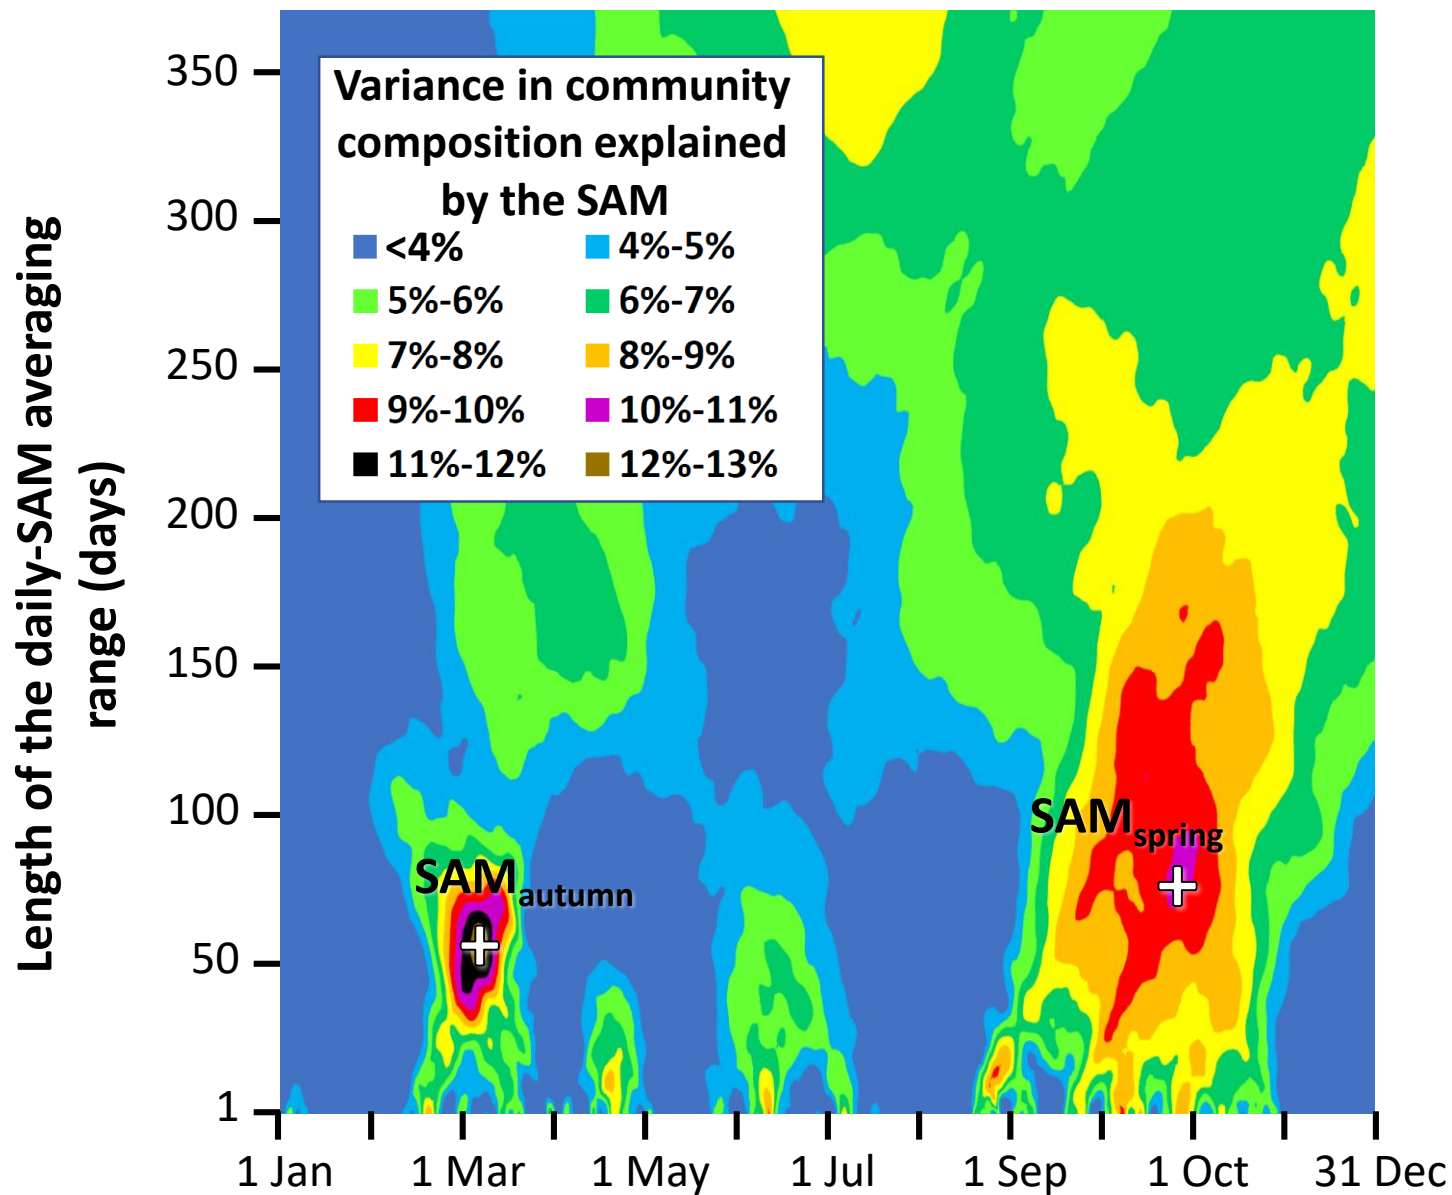 Variance in community
composition explained
by the SAM
<4% 4%-5%
5%-6% 6%-7%
7%-8% 8%-9%
9%-10% 10%-11%
11%-12% 12%-13%
Length of the daily-SAM averaging
range (days)
350
300
250
200
150
100
50
1
SAMautumn
SAMspring
1 Jan 1 Mar 1 May 1 Jul 1 Sep 1 Oct 31 Dec